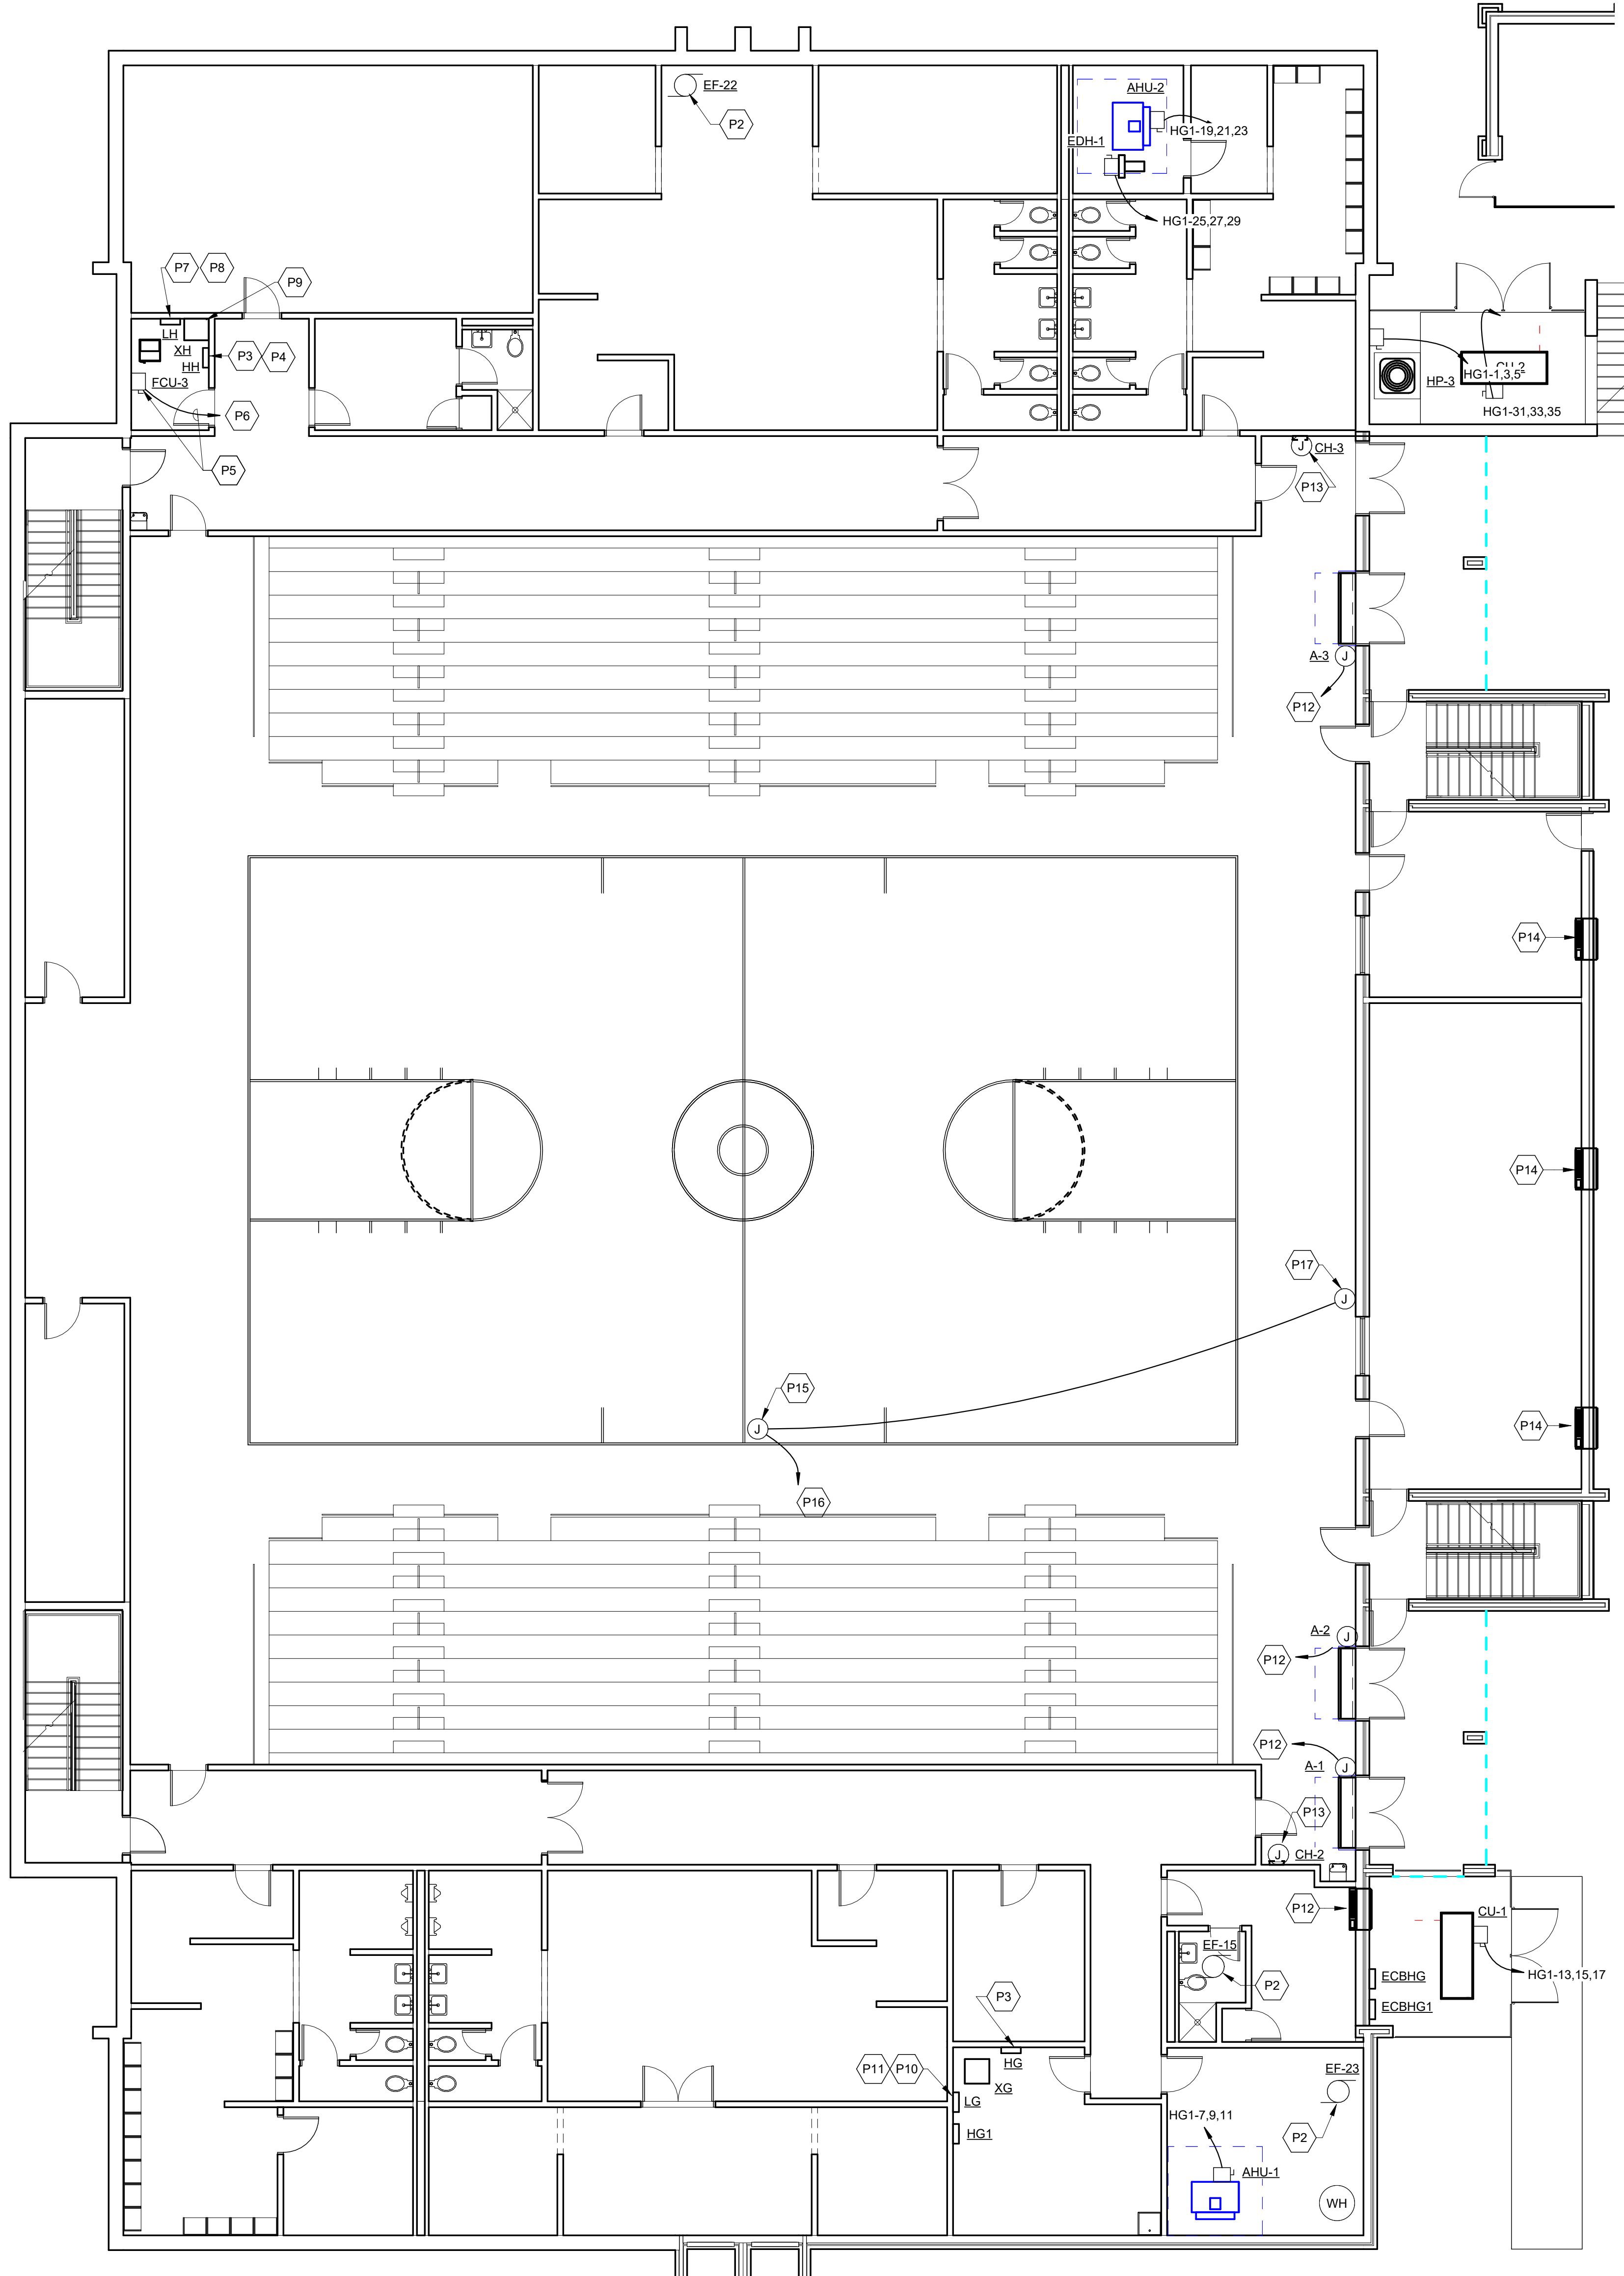 EF-22
P2
AHU-2
HG1-19,21,23
EDH-1
HG1-25,27,29
P7
P8
P9
LH
XH
HH
P3
P4
FCU-3
P6
P5
HP-3
CU-2
HG1-1,3,5
HG1-31,33,35
J
CH-3
P13
A-3
J
P12
P14
P14
P17
J
P15
J
P14
P16
A-2
J
P12
P12
A-1
J
P13
J
CH-2
P12
CU-1
EF-15
P2
ECBHG
HG1-13,15,17
ECBHG1
P3
HG
P11
P10
XG
LG
EF-23
HG1-7,9,11
HG1
P2
AHU-1
WH